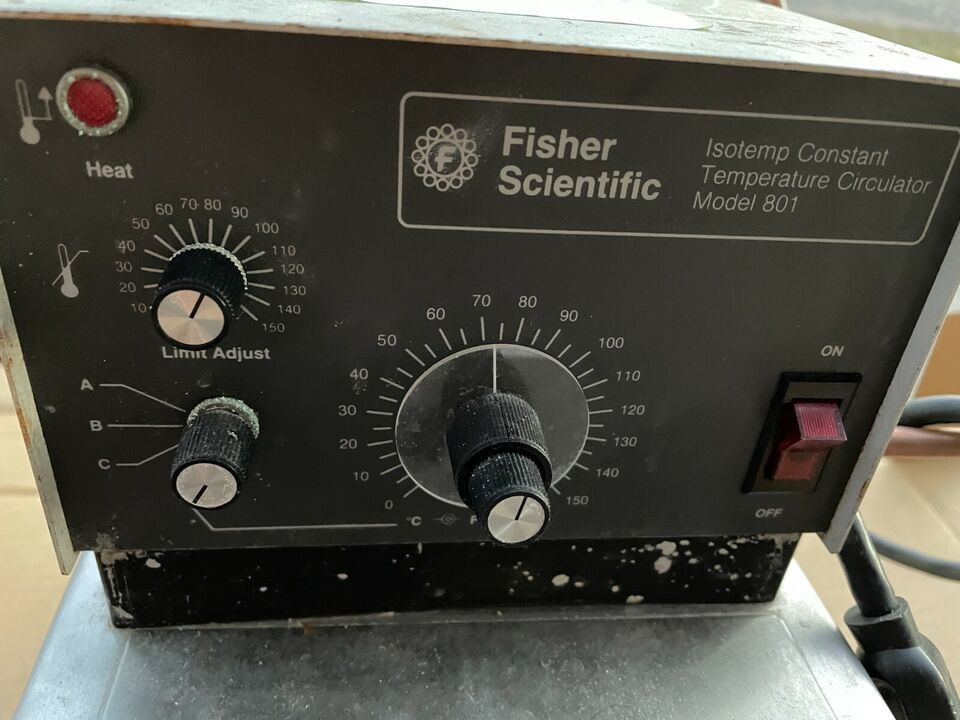 Heat
F
Fisher
Scientific
Isotemp Constant
Temperature Circulator
Model 801
10 20 30 40 50 60 70 80 90 100 110 120 130 140 150
Limit Adjust
A
B
C
0 10 20 30 40 50 60 70 80 90 100 110 120 130 140 150
°C
ON
OFF